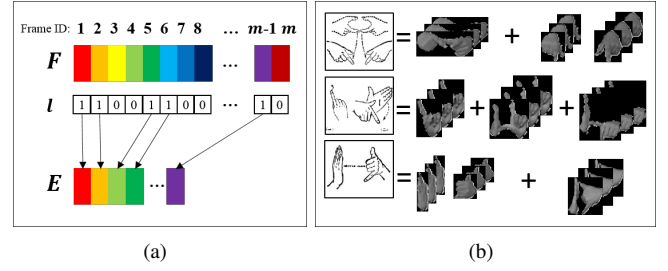 Frame ID: 1 2 3 4 5 6 7 8 ... m-1 m
F ...
l 1 1 0 0 1 1 0 0 ... 1 0
E ...
(a)
= +
= + +
= +
(b)